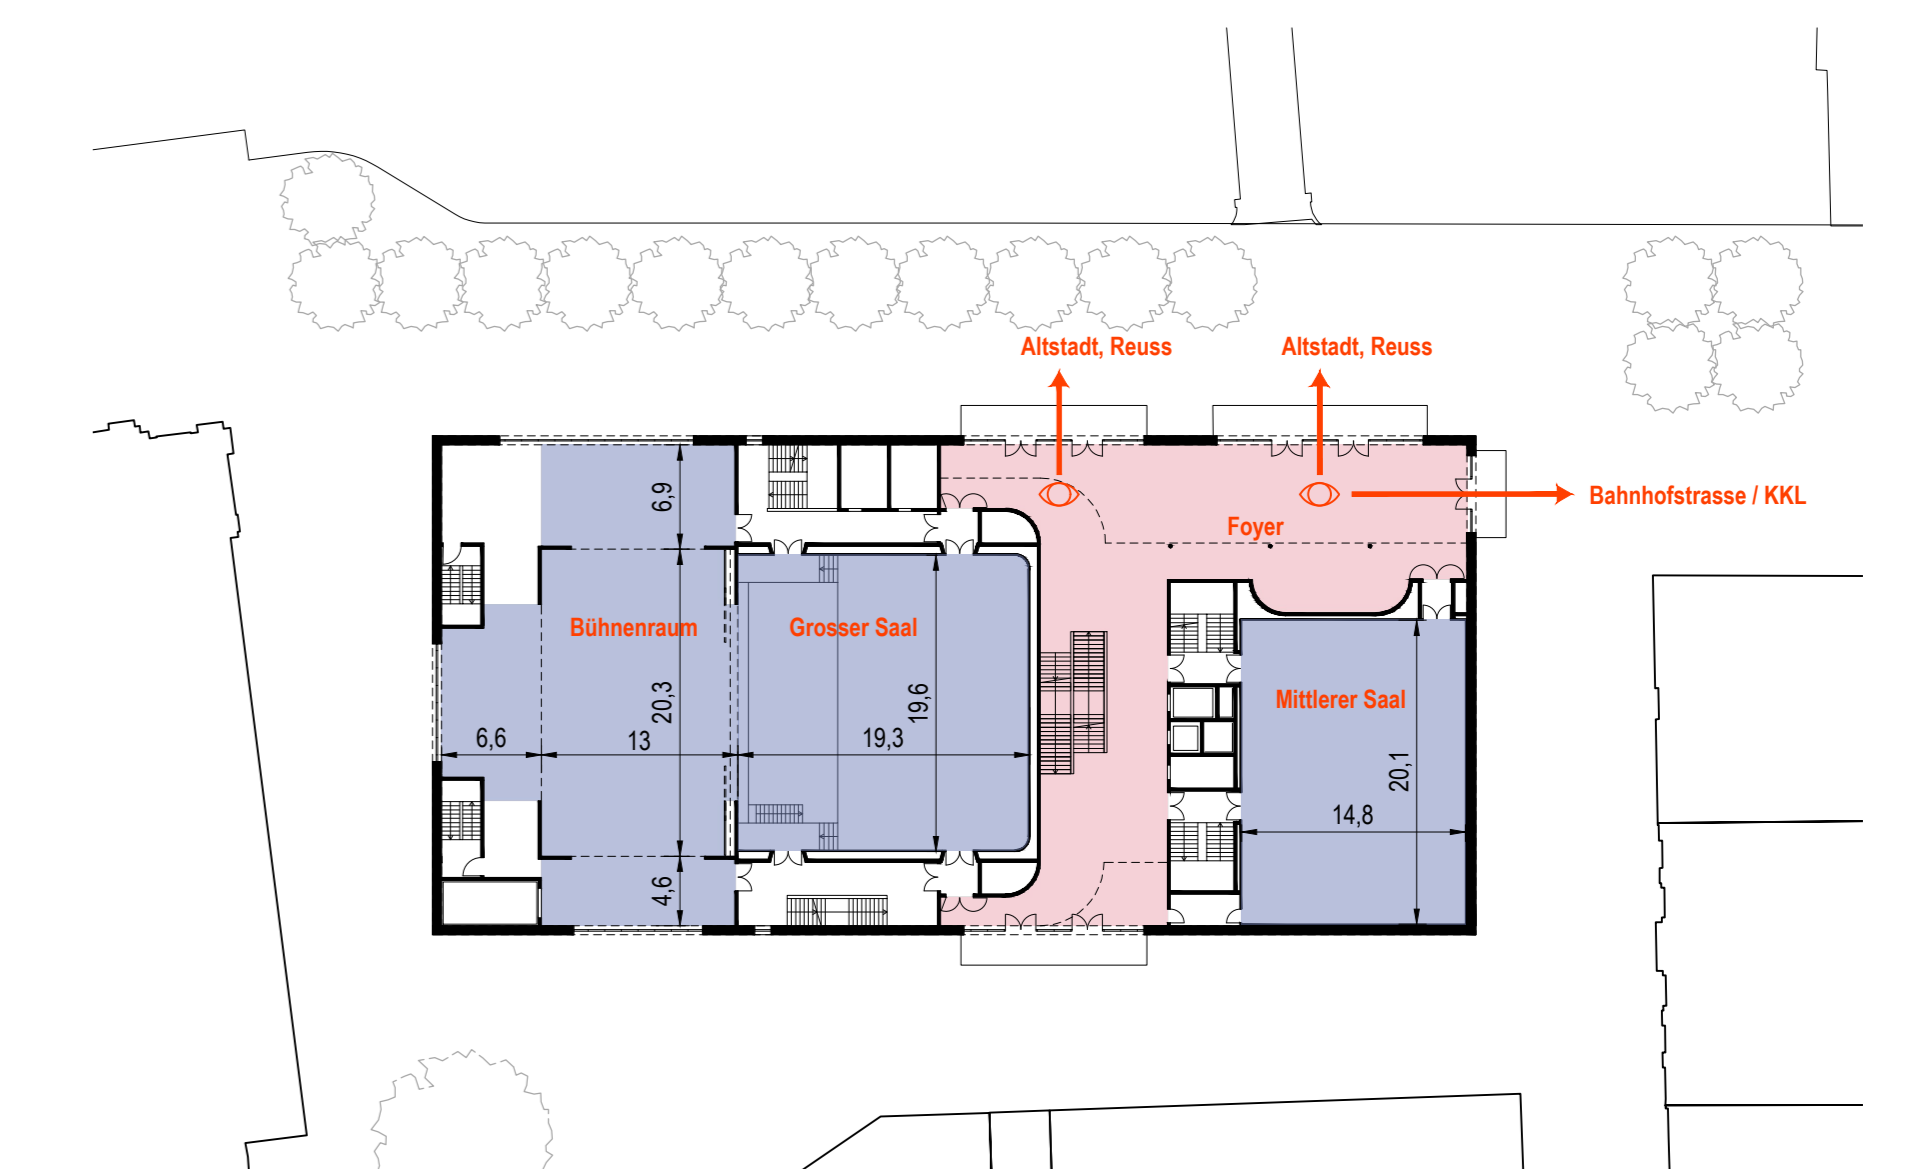 Altstadt, Reuss
Altstadt, Reuss
Bahnhofstrasse / KKL
6,9
Foyer
Bühnenraum
Grosser Saal
20,3
19,6
Mittlerer Saal
6,6
13
19,3
20,1
14,8
4,6